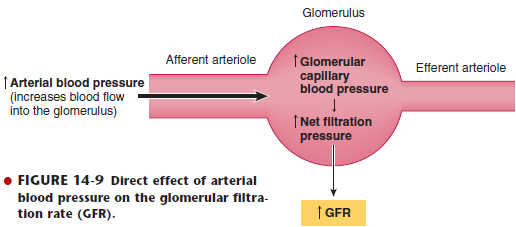 Glomerulus
Afferent arteriole
Efferent arteriole
↑ Arterial blood pressure
(increases blood flow
into the glomerulus)
↑ Glomerular
capillary
blood pressure
↓
↑ Net filtration
pressure
↑ GFR
● FIGURE 14-9 Direct effect of arterial
blood pressure on the glomerular filtra-
tion rate (GFR).